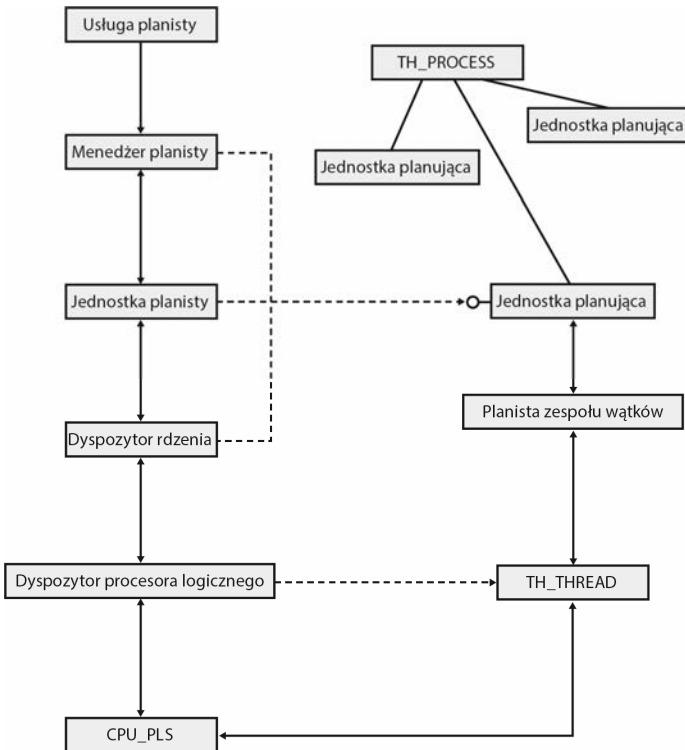 Usługa planisty
TH_PROCESS
Jednostka planująca
Menedżer planisty
Jednostka planująca
Jednostka planisty
Jednostka planująca
Planista zespołu wątków
Dyspozytor rdzenia
Dyspozytor procesora logicznego
TH_THREAD
CPU_PLS